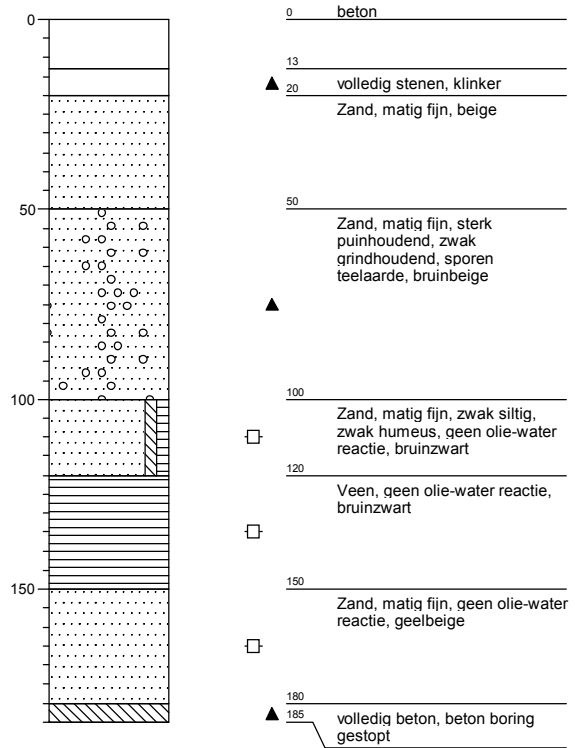 0
0
beton
13
volledig stenen, klinker
20
Zand, matig fijn, beige
50
50
Zand, matig fijn, sterk
puinhoudend, zwak
grindhoudend, sporen
teelaarde, bruinbeige
100
100
Zand, matig fijn, zwak siltig,
zwak humeus, geen olie-water
reactie, bruinzwart
120
Veen, geen olie-water reactie,
bruinzwart
150
150
Zand, matig fijn, geen olie-water
reactie, geelbeige
180
185
volledig beton, beton boring
gestopt